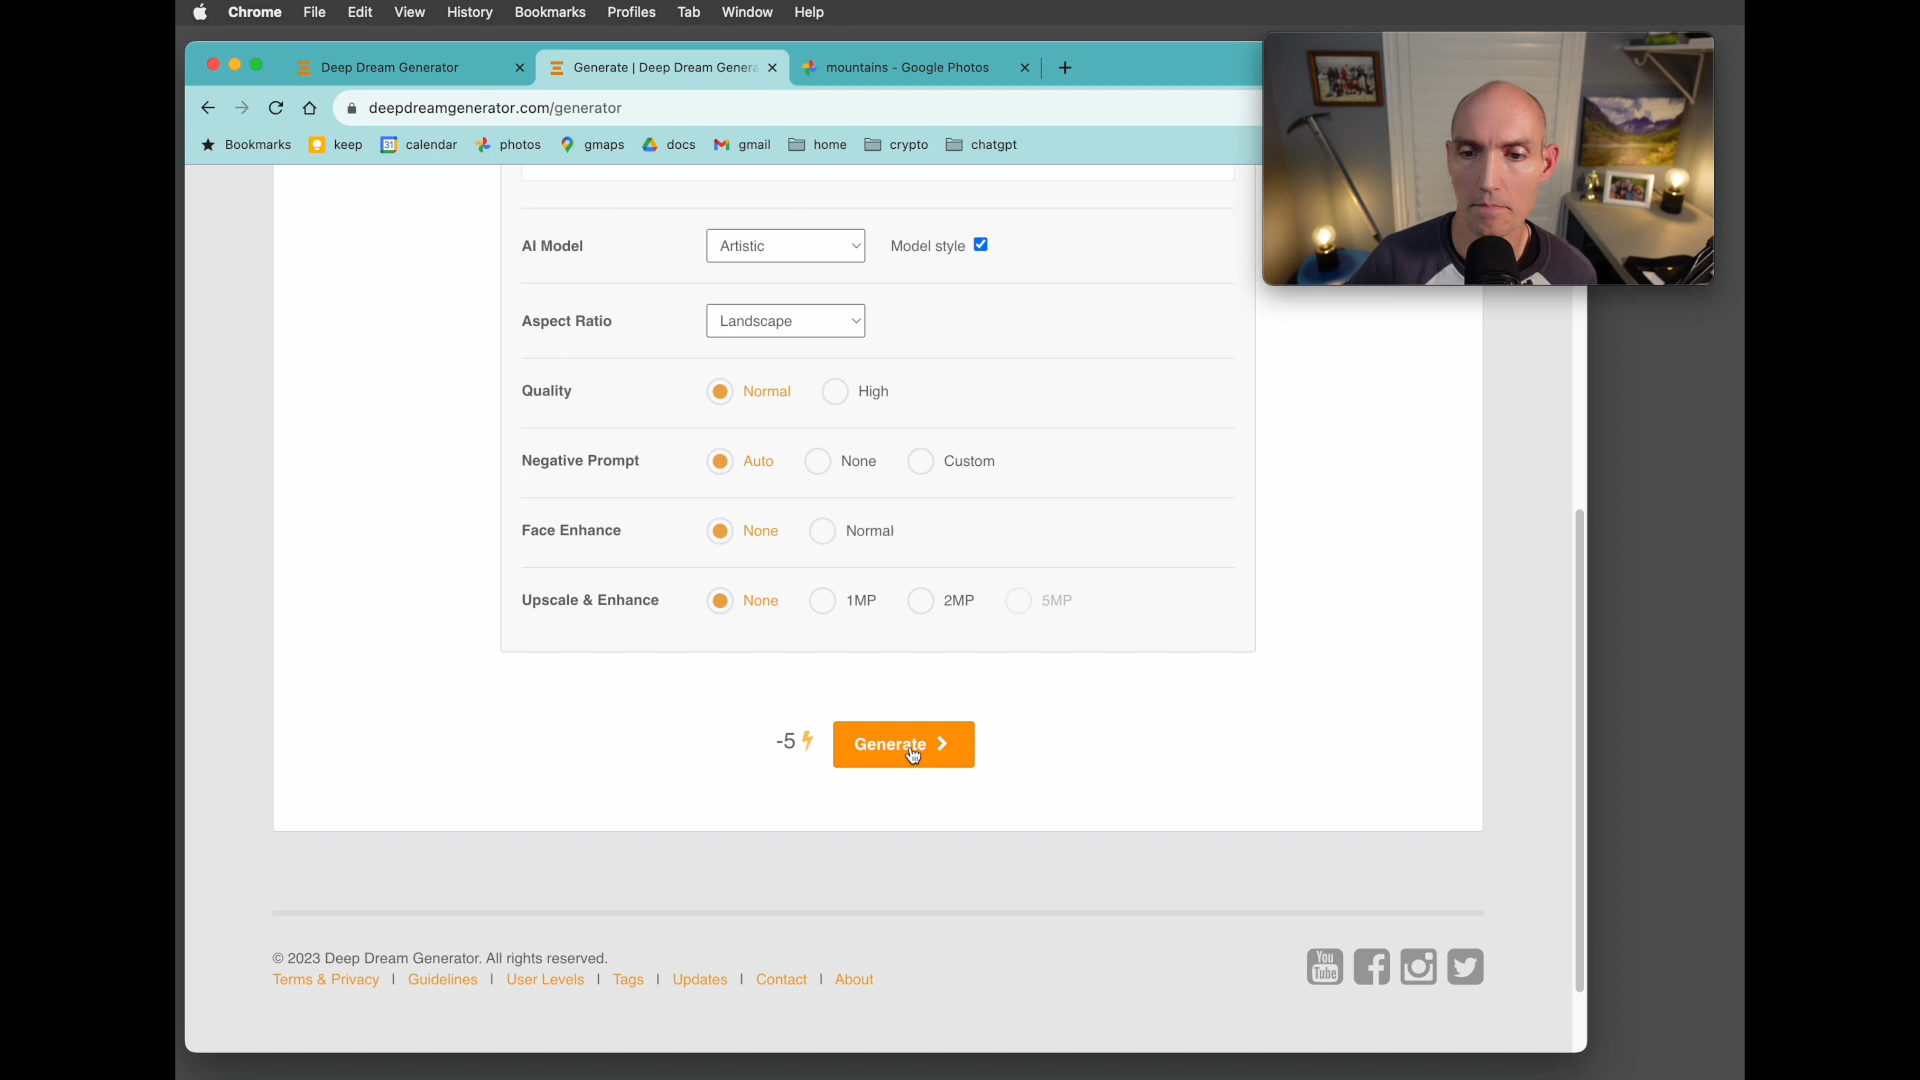 Chrome File Edit View History Bookmarks Profiles Tab Window Help
Deep Dream Generator Generate | Deep Dream Genera mountains - Google Photos
deepdreamgenerator.com/generator
Bookmarks keep 31 calendar photos gmaps docs gmail home crypto chatgpt
AI Model Artistic Model style
Aspect Ratio Landscape
Quality Normal High
Negative Prompt Auto None Custom
Face Enhance None Normal
Upscale & Enhance None 1MP 2MP 5MP
-5 Generate
© 2023 Deep Dream Generator. All rights reserved.
Terms & Privacy | Guidelines | User Levels | Tags | Updates | Contact | About
You Tube